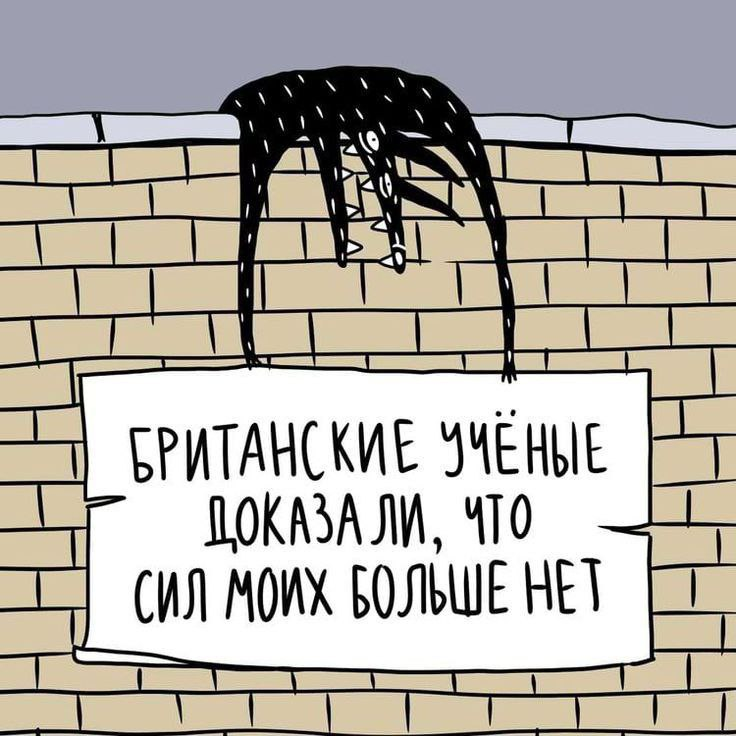 БРИТАНСКИЕ УЧЁНЫЕ
ДОКАЗАЛИ, ЧТО
СИЛ МОИХ БОЛЬШЕ НЕТ